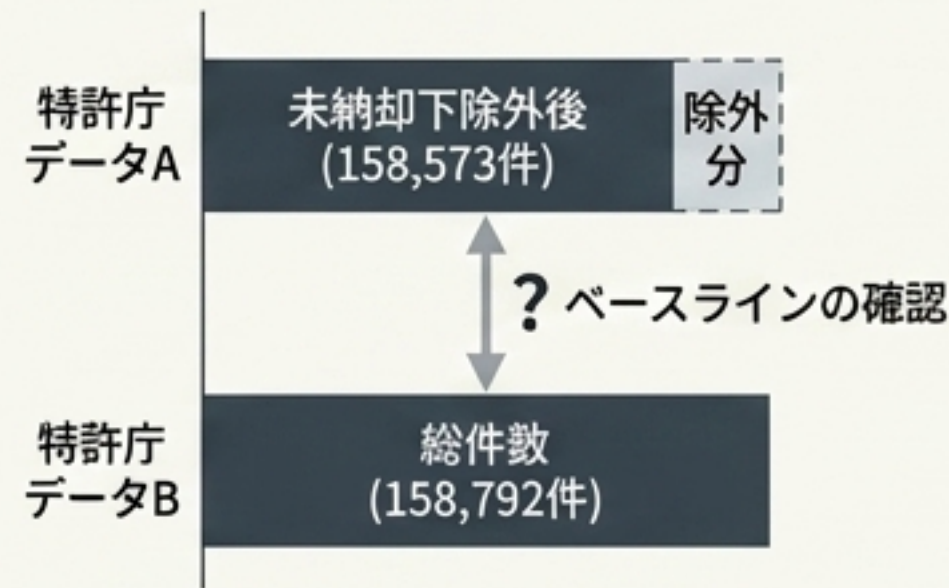 特許庁
データA
未納却下除外後
(158,573件)
除外
分
? ベースラインの確認
特許庁
データB
総件数
(158,792件)